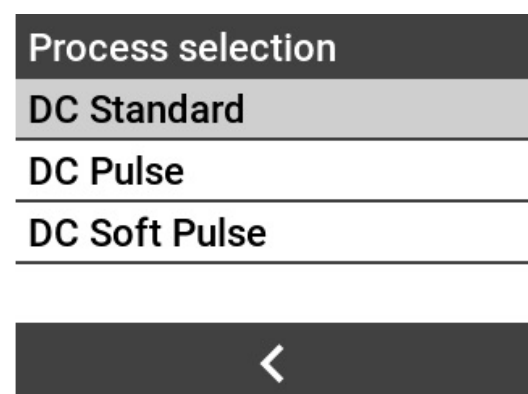 Process selection
DC Standard
DC Pulse
DC Soft Pulse